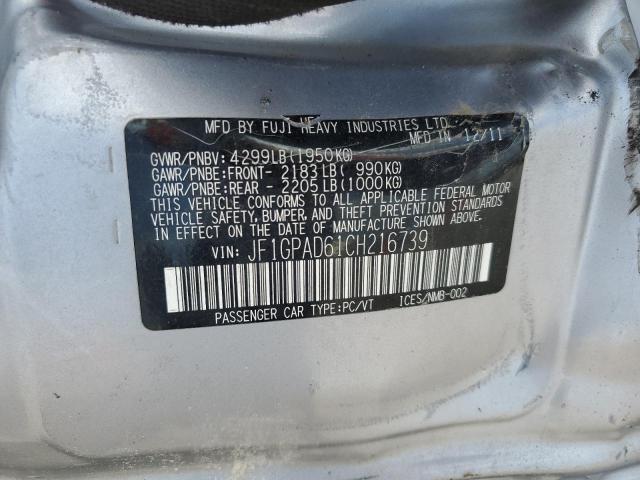 MFD BY FUJI HEAVY INDUSTRIES LTD.
MFD IN 12/11
GVWR/PNBV: 4299LB(1950KG)
GAWR/PNBE:FRONT- 2183LB( 990KG)
GAWR/PNBE:REAR - 2205LB(1000KG)
THIS VEHICLE CONFORMS TO ALL APPLICABLE FEDERAL MOTOR
VEHICLE SAFETY, BUMPER, AND THEFT PREVENTION STANDARDS
IN EFFECT ON THE DATE OF MANUFACTURE SHOWN ABOVE.
VIN: JF1GPAD61CH216739
PASSENGER CAR TYPE:PC/VT ICES/NMB-002